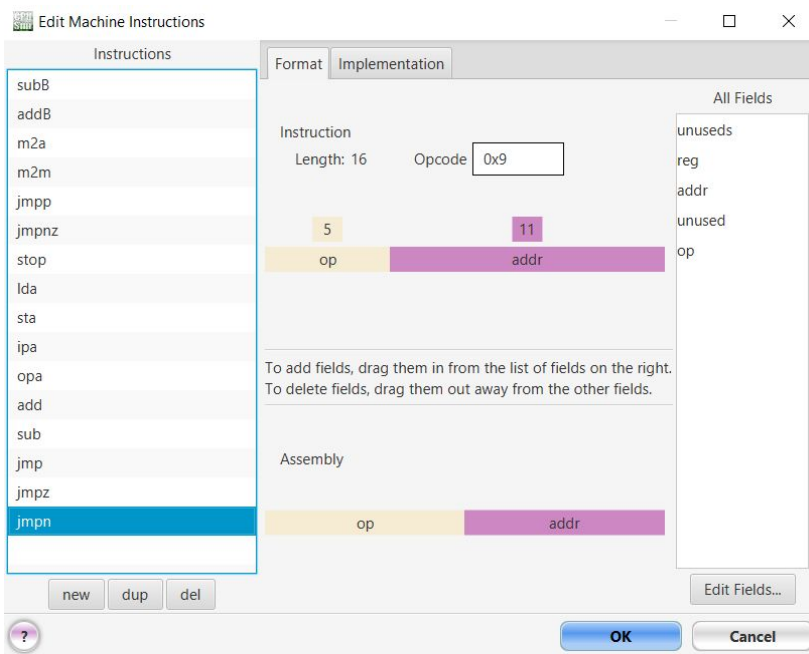 CPU Sim
Edit Machine Instructions
Instructions
subB
addB
m2a
m2m
jmpp
jmpnz
stop
lda
sta
ipa
opa
add
sub
jmp
jmpz
jmpn
new dup del
Format Implementation
Instruction
Length: 16 Opcode 0x9
5 11
op addr
To add fields, drag them in from the list of fields on the right.
To delete fields, drag them out away from the other fields.
Assembly
op addr
All Fields
unuseds
reg
addr
unused
op
Edit Fields...
?
OK Cancel